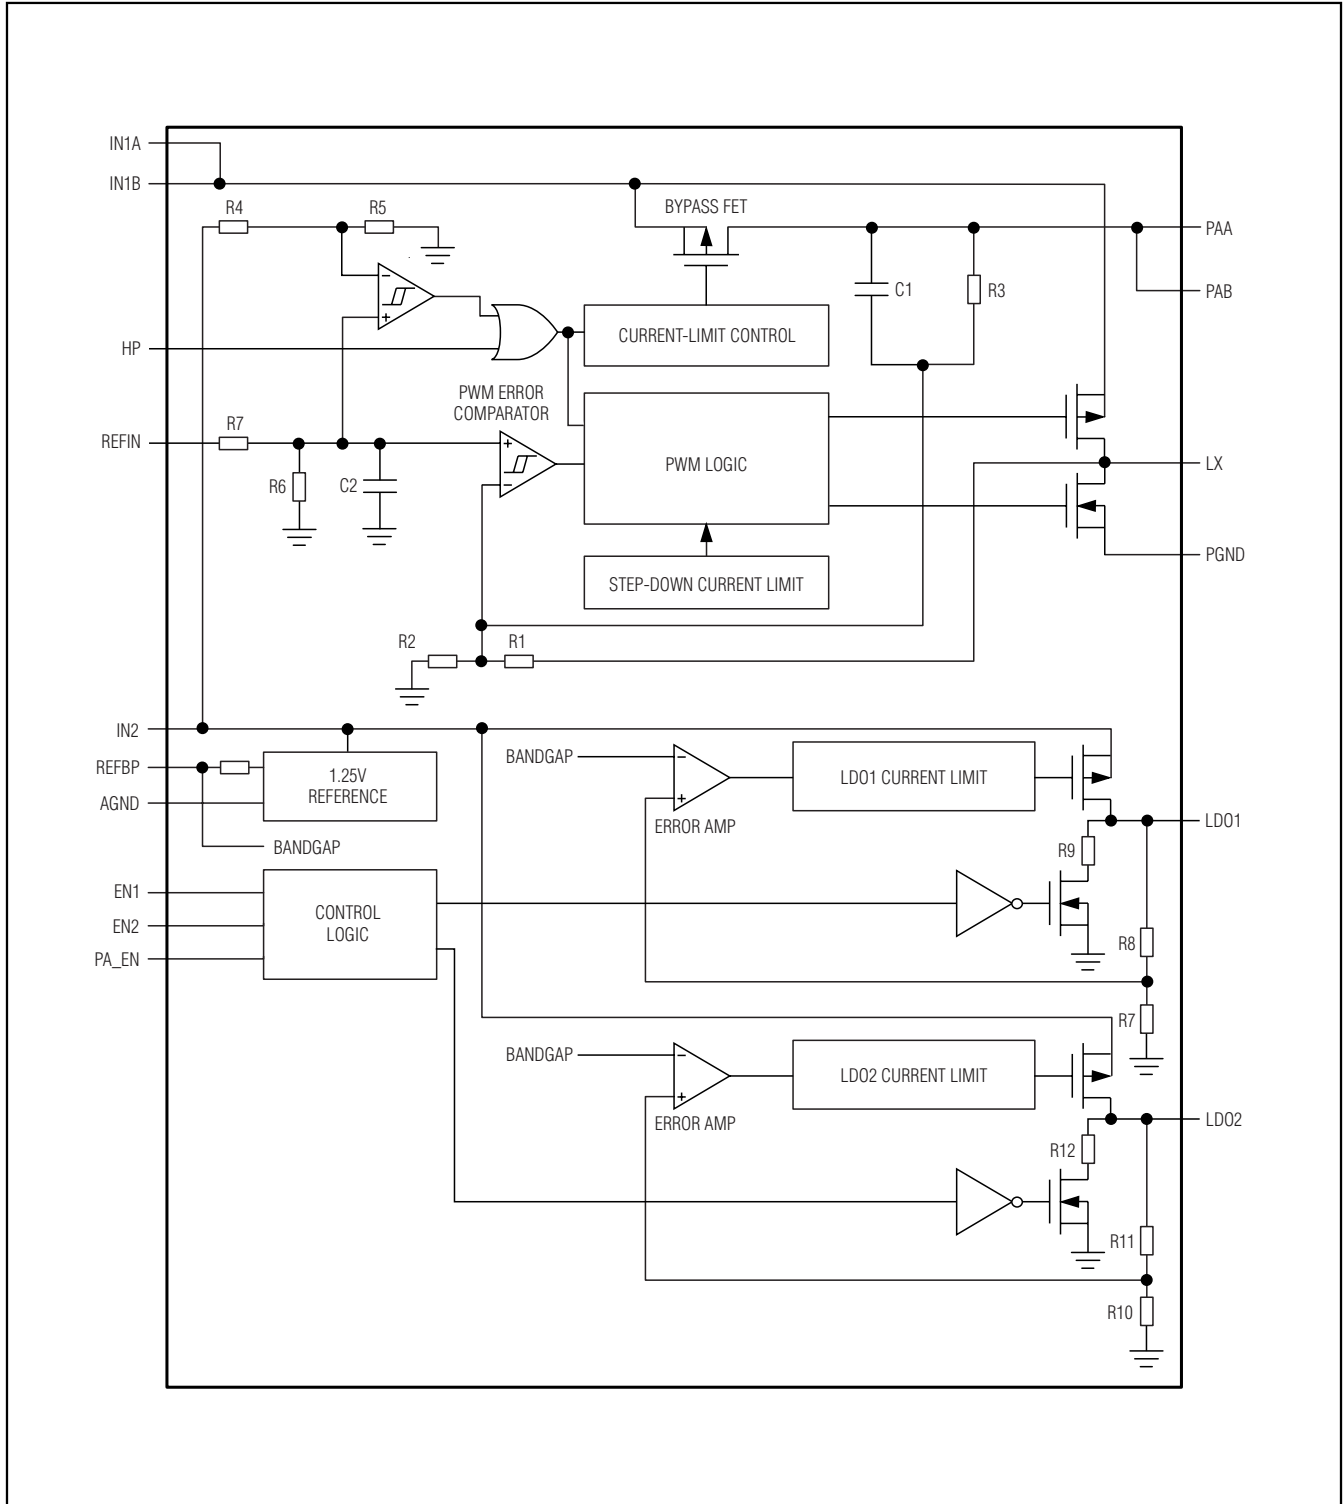 IN1A
IN1B
R4
R5
BYPASS FET
PAA
C1
R3
PAB
CURRENT-LIMIT CONTROL
HP
PWM ERROR
COMPARATOR
−
+
REFIN
R7
+
−
PWM LOGIC
LX
R6
C2
PGND
STEP-DOWN CURRENT LIMIT
R2
R1
IN2
REFBP
1.25V
REFERENCE
AGND
BANDGAP
BANDGAP
−
+
ERROR AMP
LDO1 CURRENT LIMIT
LDO1
R9
EN1
EN2
PA_EN
CONTROL
LOGIC
R8
R7
BANDGAP
−
+
ERROR AMP
LDO2 CURRENT LIMIT
LDO2
R12
R11
R10